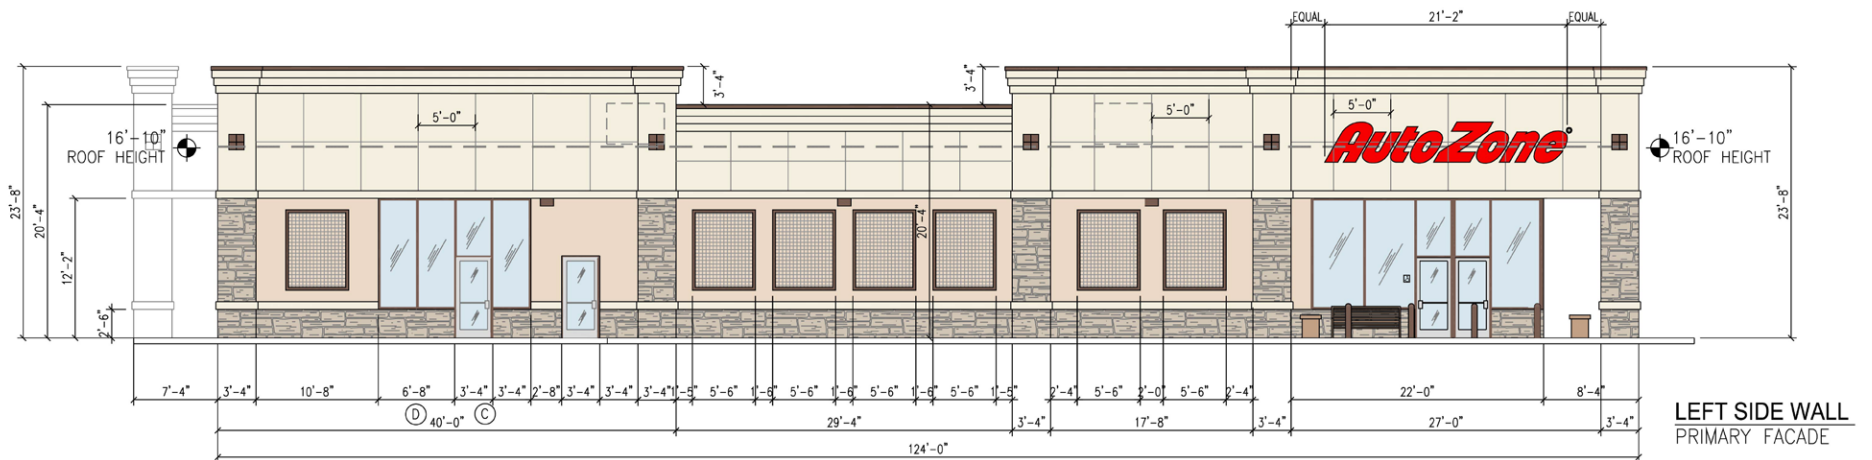 EQUAL 21'-2" EQUAL
3'-4" 3'-4"
5'-0" 5'-0" 5'-0"
AutoZone
16'-10"
ROOF HEIGHT
16'-10"
ROOF HEIGHT
23'-8"
20'-4"
12'-2"
2'-6"
20'-4"
23'-8"
7'-4" 3'-4" 10'-8" 6'-8" 3'-4" 3'-4" 2'-8" 3'-4" 3'-4" 3'-4" 1'-5" 5'-6" 1'-6" 5'-6" 1'-6" 5'-6" 1'-6" 5'-6" 1'-5" 2'-4" 5'-6" 2'-0" 5'-6" 2'-4" 22'-0" 8'-4"
D C
40'-0" 29'-4" 3'-4" 17'-8" 3'-4" 27'-0" 3'-4"
124'-0"
LEFT SIDE WALL
PRIMARY FACADE